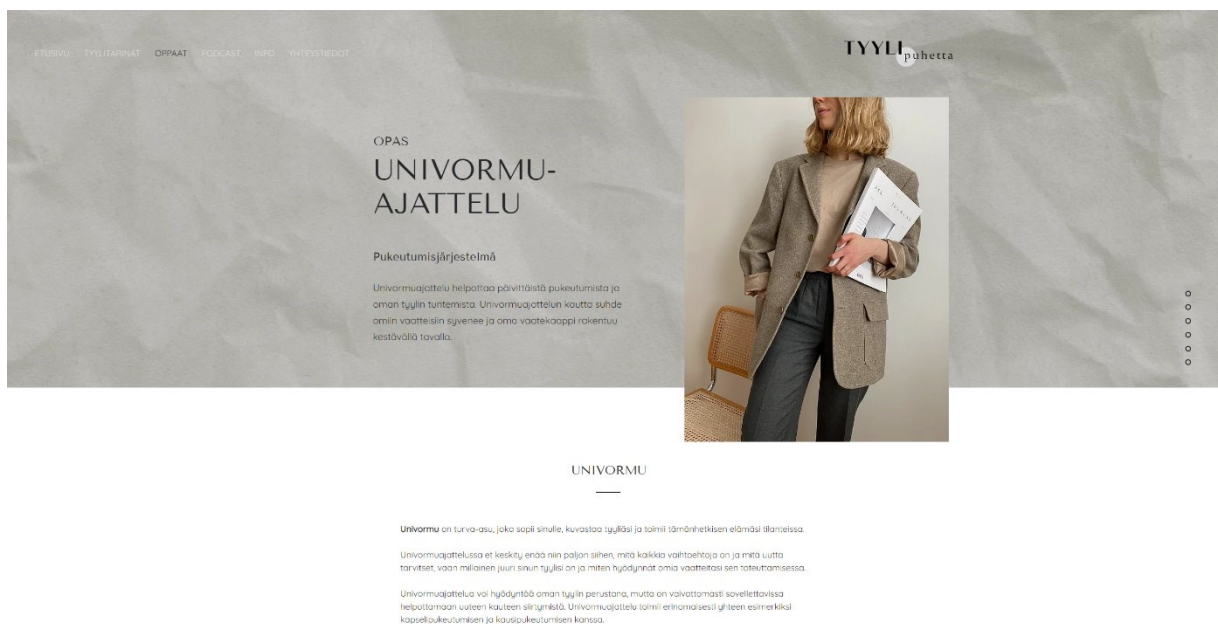 ETUSIVU TYYLITARINAT OPPAAT PODCAST INFO YHTEYSTIEDOT
TYYLI
puhetta
OPAS
UNIVORMU-
AJATTELU
Pukeutumisjärjestelmä
Univormuajattelu helpottaa päivittäistä pukeutumista ja
oman tyylin tuntemista. Univormuajattelun kautta suhde
omiin vaatteisiin syvenee ja oma vaatekaappi rakentuu
kestävällä tavalla.
UNIVORMU
Univormu on turva-asu, joka sopii sinulle, kuvastaa tyyliäsi ja toimii tämänhetkisen elämäsi tilanteissa.
Univormuajattelussa et keskity enää niin paljon siihen, mitä kaikkia vaihtoehtoja on ja mitä uutta
tarvitset, vaan millainen juuri sinun tyylisi on ja miten hyödynnät omia vaatteitasi sen toteuttamisessa.
Univormuajattelua voi hyödyntää oman tyylin perustana, mutta on vaivattomasti sovellettavissa
helpottamaan uuteen kauteen siirtymistä. Univormuajattelu toimii erinomaisesti yhteen esimerkiksi
kapselipukeutumisen ja kausipukeutumisen kanssa.